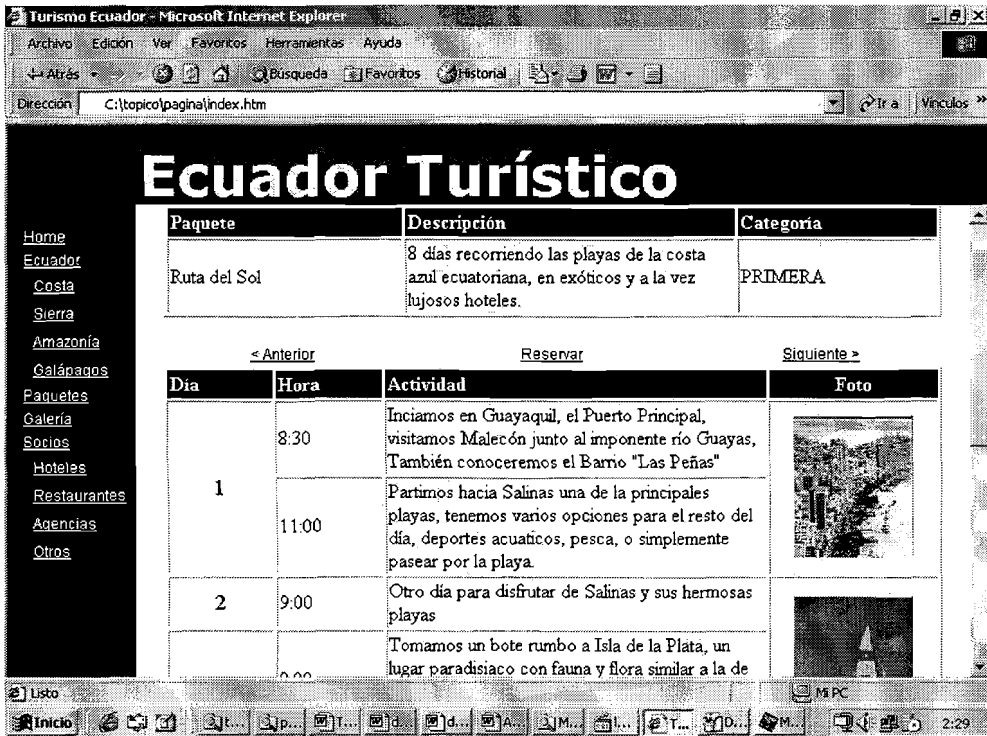 Turismo Ecuador - Microsoft Internet Explorer
Archivo Edición Ver Favoritos Herramientas Ayuda
Atrás Búsqueda Favoritos Historial
Dirección C:\topico\pagina\index.htm Ir a Vínculos »
Ecuador Turístico
Home
Ecuador
Costa
Sierra
Amazonía
Galápagos
Paquetes
Galería
Socios
Hoteles
Restaurantes
Agencias
Otros
Paquete Descripción Categoría
Ruta del Sol
8 días recorriendo las playas de la costa
azul ecuatoriana, en exóticos y a la vez
lujosos hoteles.
PRIMERA
< Anterior Reservar Siguiente >
Día Hora Actividad Foto
1
8:30
Inciamos en Guayaquil, el Puerto Principal,
visitamos Malecón junto al imponente río Guayas,
También conoceremos el Barrio "Las Peñas"
11:00
Partimos hacia Salinas una de la principales
playas, tenemos varios opciones para el resto del
día, deportes acuaticos, pesca, o simplemente
pasear por la playa.
2 9:00
Otro día para disfrutar de Salinas y sus hermosas
playas
Tomamos un bote rumbo a Isla de la Plata, un
lugar paradisiaco con fauna y flora similar a la de
Listo Mi PC
Inicio t... p... T... d... d... A... M... I... T... D... M... 2:29